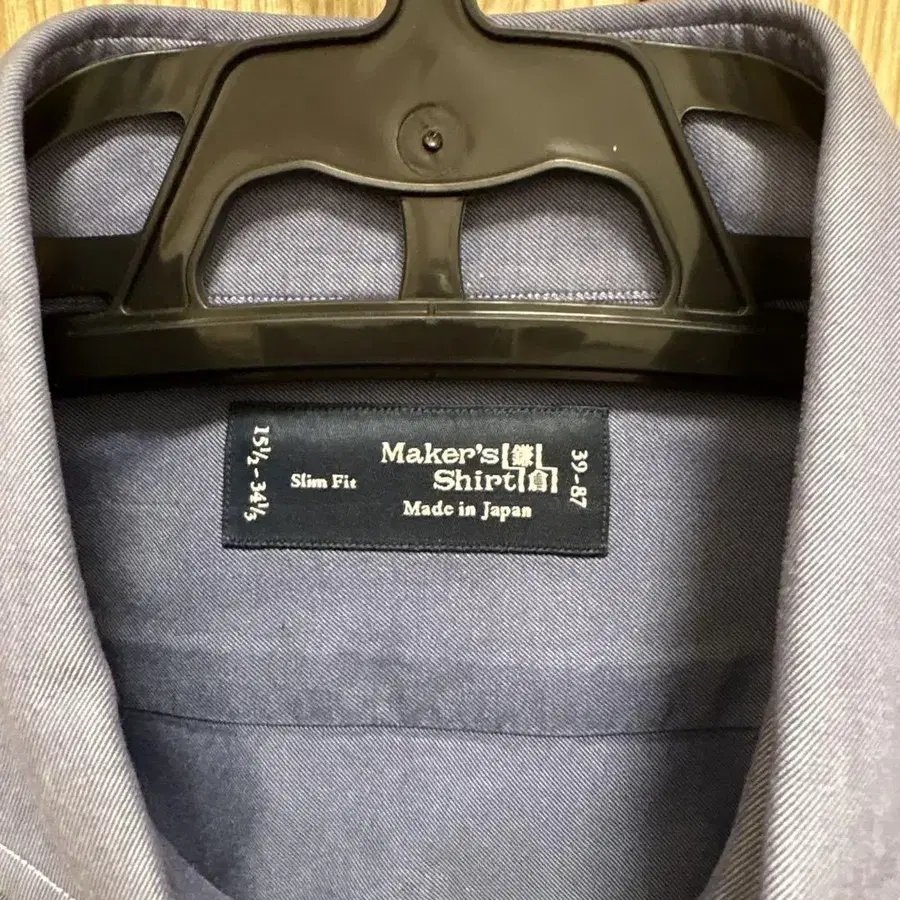 15½-34⅓
Slim Fit
Maker's 鎌
Shirt 倉
Made in Japan
39-87